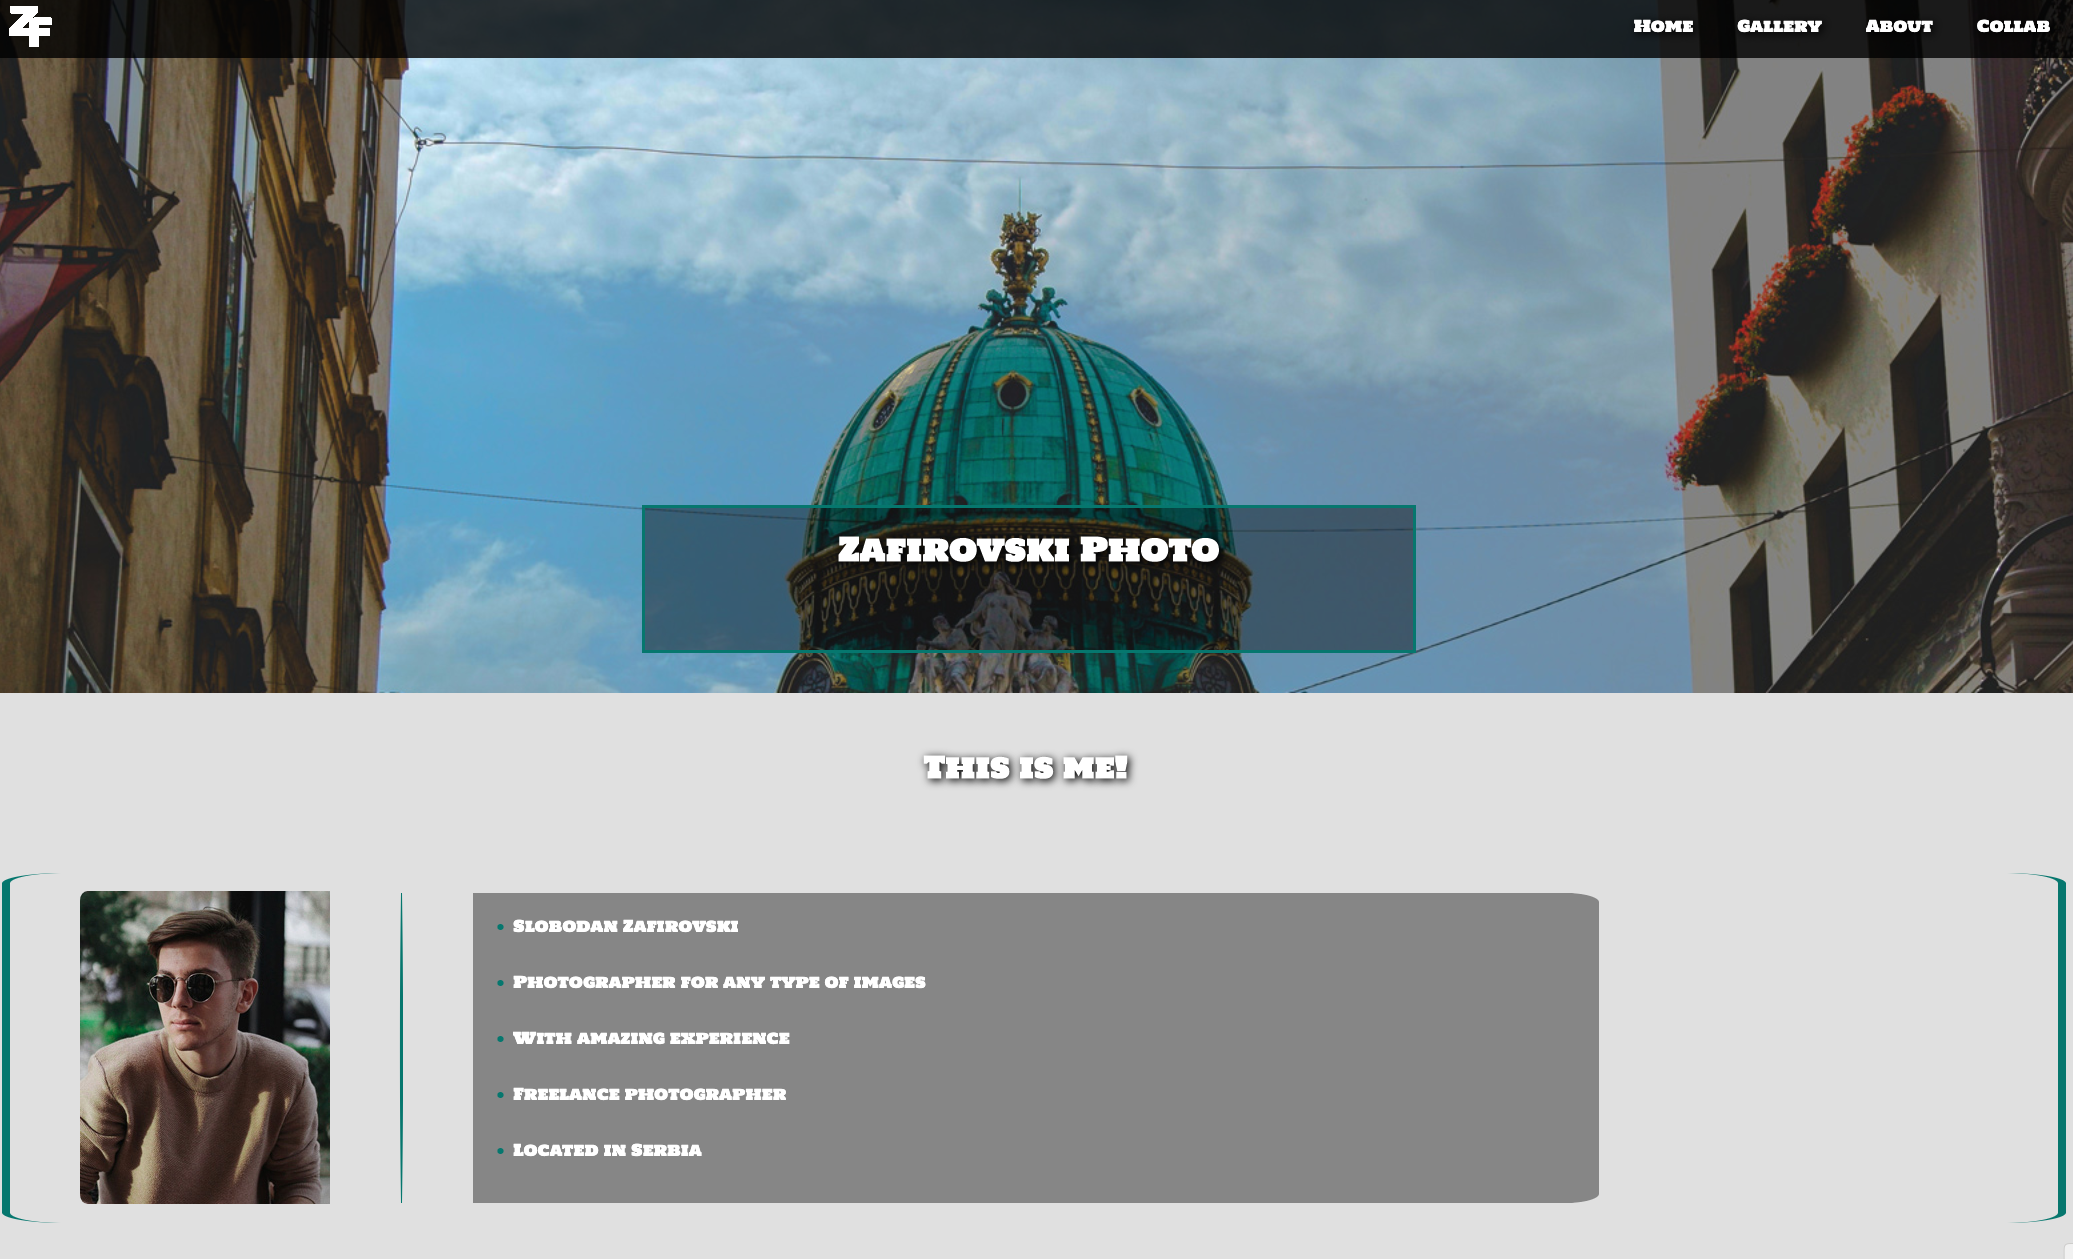 ZF
Home Gallery About Collab
Zafirovski Photo
This is me!
• Slobodan Zafirovski
• Photographer for any type of images
• With amazing experience
• Freelance photographer
• Located in Serbia